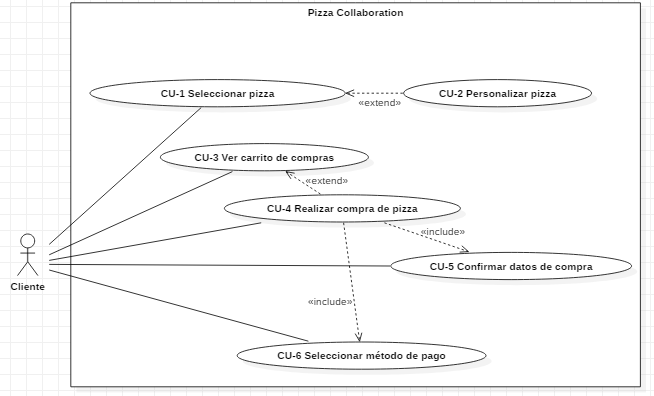 Pizza Collaboration
CU-1 Seleccionar pizza
CU-2 Personalizar pizza
«extend»
CU-3 Ver carrito de compras
«extend»
CU-4 Realizar compra de pizza
«include»
CU-5 Confirmar datos de compra
Cliente
«include»
CU-6 Seleccionar método de pago